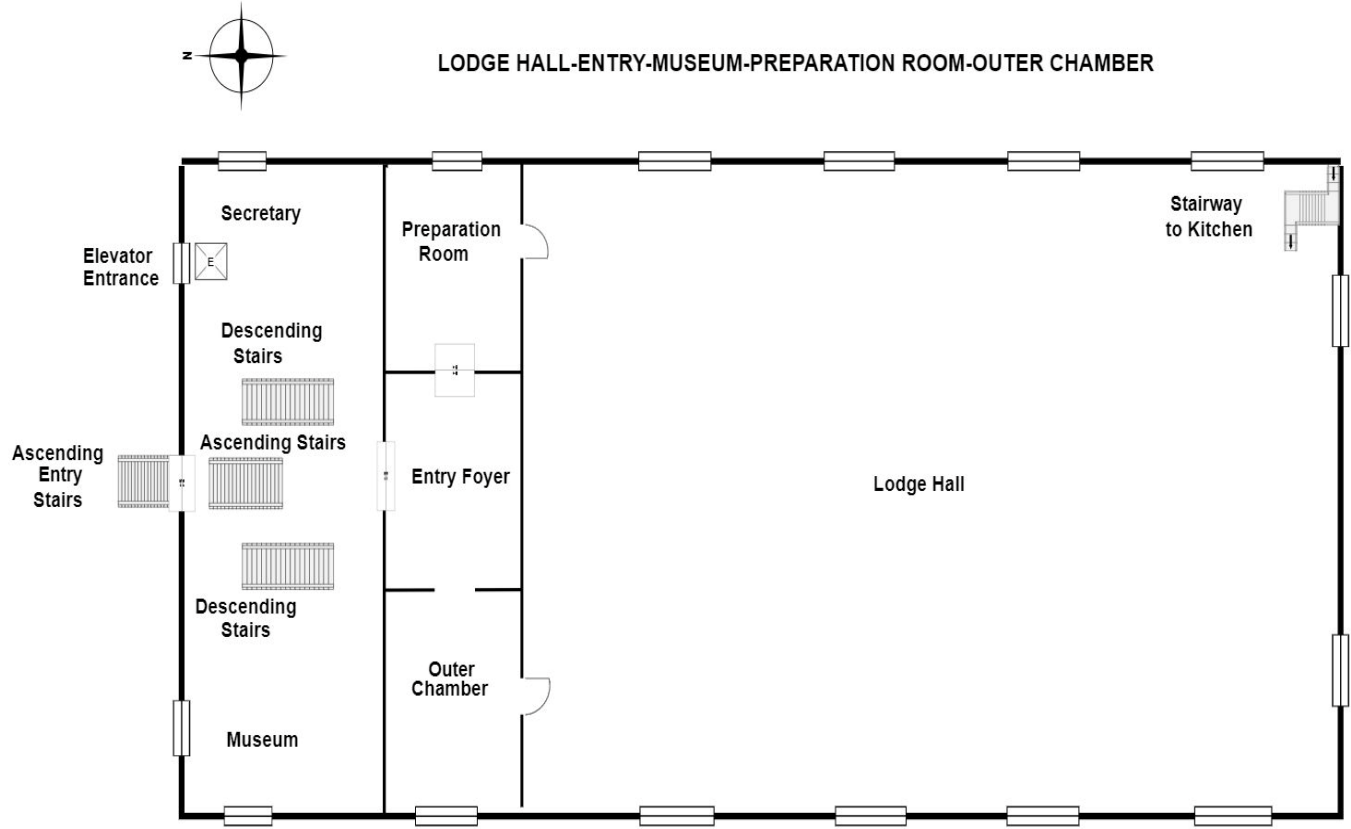 N
LODGE HALL-ENTRY-MUSEUM-PREPARATION ROOM-OUTER CHAMBER
Secretary
Elevator
Entrance
E
Preparation
Room
Stairway
to Kitchen
Descending
Stairs
Ascending Stairs
Ascending
Entry
Stairs
Entry Foyer
Lodge Hall
Descending
Stairs
Outer
Chamber
Museum